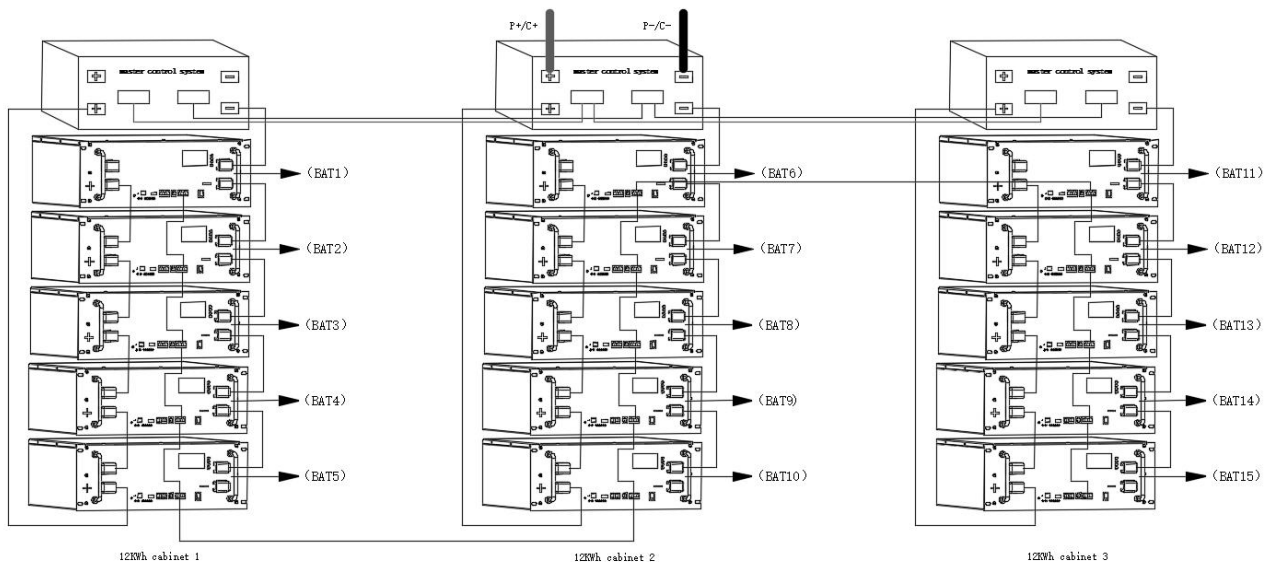 P+/C+
P-/C-
master control system
master control system
master control system
(BAT1)
(BAT6)
(BAT11)
(BAT2)
(BAT7)
(BAT12)
(BAT3)
(BAT8)
(BAT13)
(BAT4)
(BAT9)
(BAT14)
(BAT5)
(BAT10)
(BAT15)
12KWh cabinet 1
12KWh cabinet 2
12KWh cabinet 3